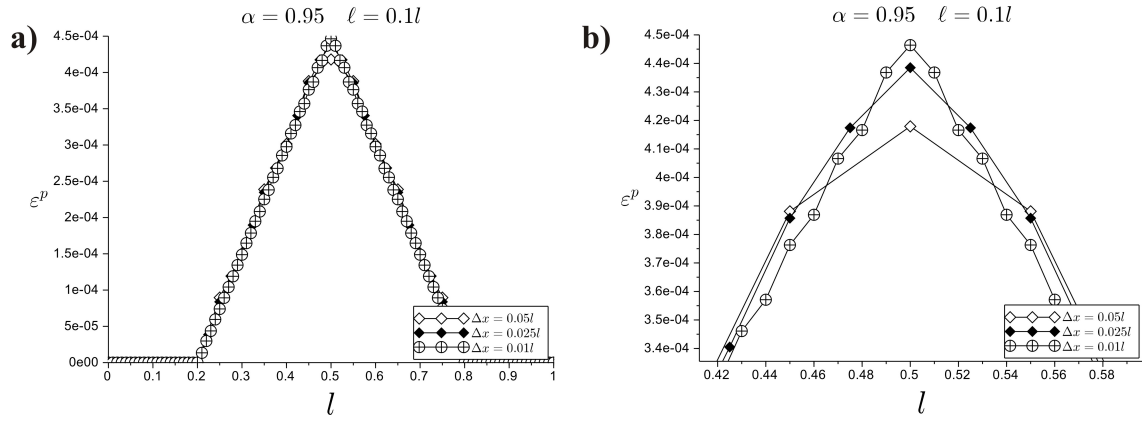 a)
α = 0.95 ℓ = 0.1l
εᵖ
4.5e-04
4e-04
3.5e-04
3e-04
2.5e-04
2e-04
1.5e-04
1e-04
5e-05
0e00
0 0.1 0.2 0.3 0.4 0.5 0.6 0.7 0.8 0.9 1
l
Δx = 0.05l
Δx = 0.025l
Δx = 0.01l
b)
α = 0.95 ℓ = 0.1l
εᵖ
4.5e-04
4.4e-04
4.3e-04
4.2e-04
4.1e-04
4e-04
3.9e-04
3.8e-04
3.7e-04
3.6e-04
3.5e-04
3.4e-04
0.42 0.44 0.46 0.48 0.5 0.52 0.54 0.56 0.58
l
Δx = 0.05l
Δx = 0.025l
Δx = 0.01l